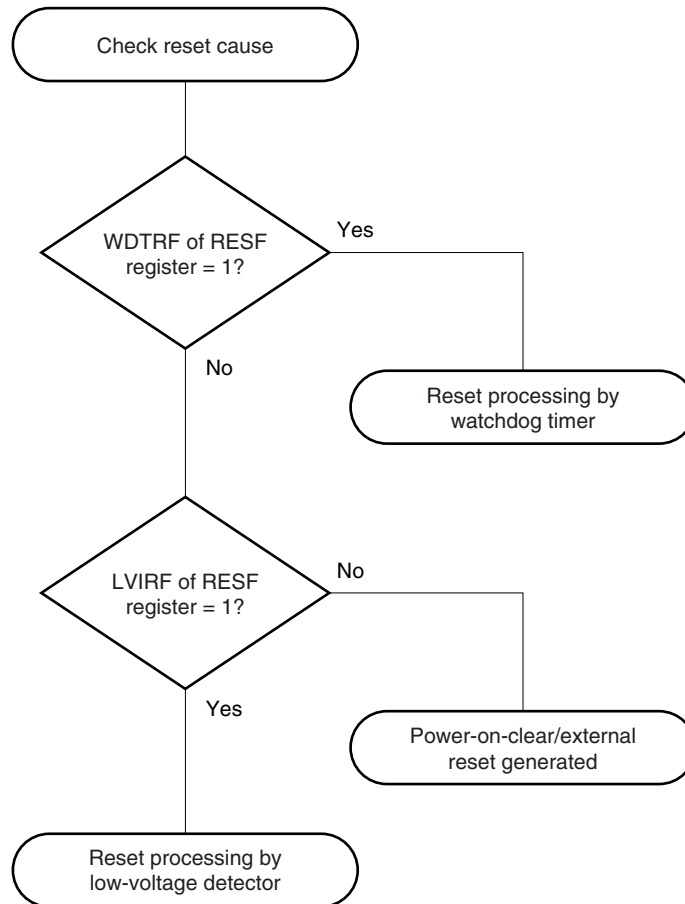 Check reset cause
WDTRF of RESF
register = 1?
Yes
No
Reset processing by
watchdog timer
LVIRF of RESF
register = 1?
No
Yes
Power-on-clear/external
reset generated
Reset processing by
low-voltage detector